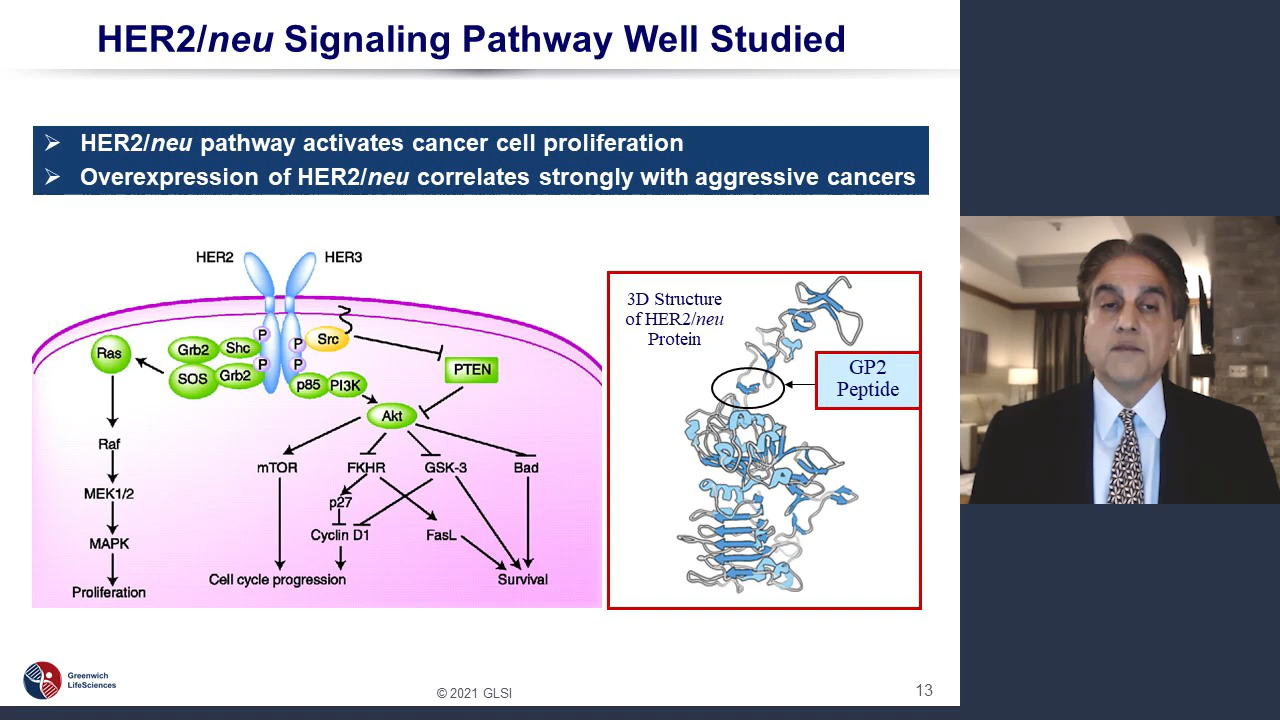 HER2/neu Signaling Pathway Well Studied
➢ HER2/neu pathway activates cancer cell proliferation
➢ Overexpression of HER2/neu correlates strongly with aggressive cancers
HER2
HER3
P
P
P
P
Src
Ras
Grb2
Shc
SOS
Grb2
p85
PI3K
PTEN
Akt
Raf
MEK1/2
MAPK
Proliferation
mTOR
FKHR
GSK-3
Bad
p27
Cyclin D1
FasL
Cell cycle progression
Survival
3D Structure
of HER2/neu
Protein
GP2
Peptide
Greenwich
LifeSciences
© 2021 GLSI
13